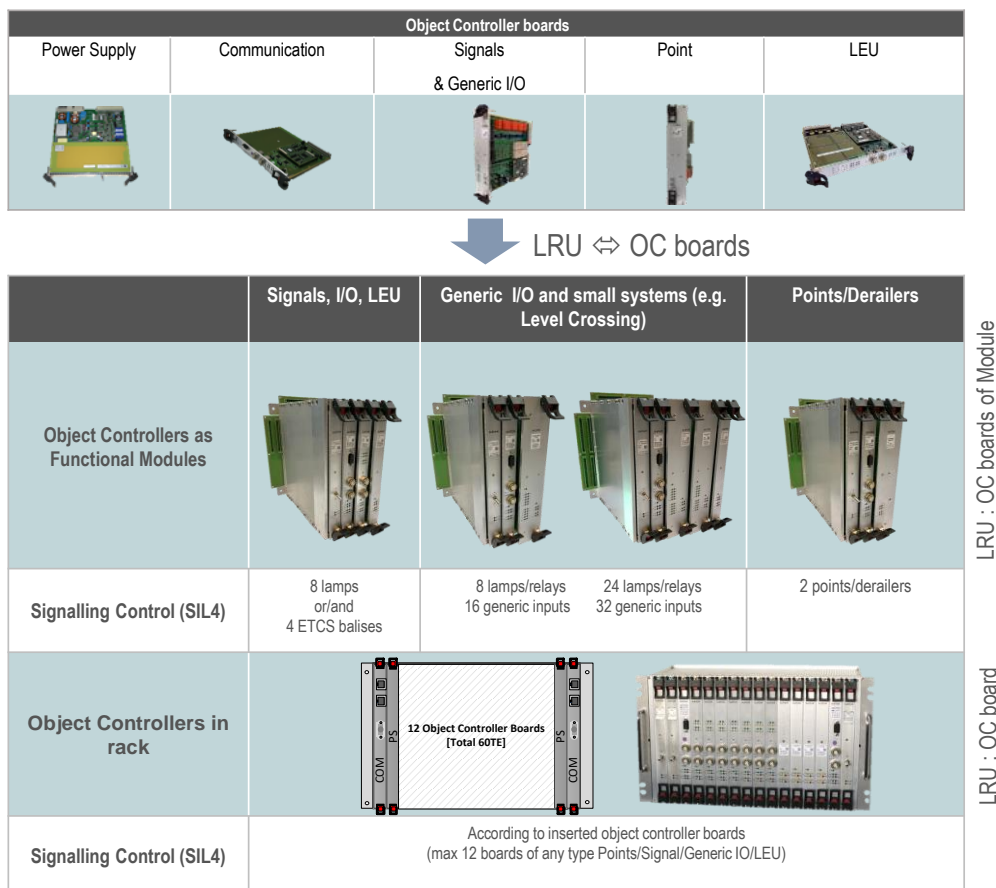 Object Controller boards
Power Supply
Communication
Signals
& Generic I/O
Point
LEU
LRU ⇔ OC boards
Signals, I/O, LEU
Generic I/O and small systems (e.g.
Level Crossing)
Points/Derailers
Object Controllers as
Functional Modules
LRU : OC boards of Module
Signalling Control (SIL4)
8 lamps
or/and
4 ETCS balises
8 lamps/relays
16 generic inputs
24 lamps/relays
32 generic inputs
2 points/derailers
Object Controllers in
rack
COM
PS
12 Object Controller Boards
[Total 60TE]
PS
COM
LRU : OC board
Signalling Control (SIL4)
According to inserted object controller boards
(max 12 boards of any type Points/Signal/Generic IO/LEU)